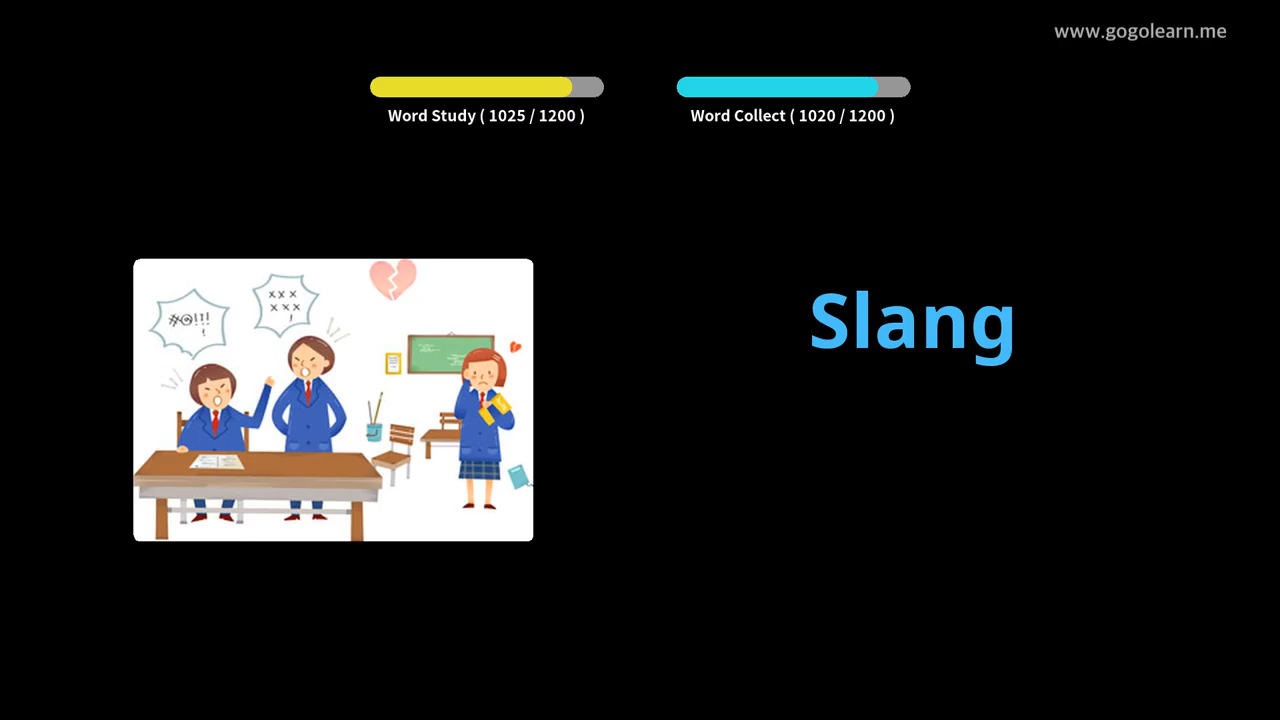 www.gogolearn.me
Word Study ( 1025 / 1200 )
Word Collect ( 1020 / 1200 )
#@!?!
!
x x x
x x x
!
Slang